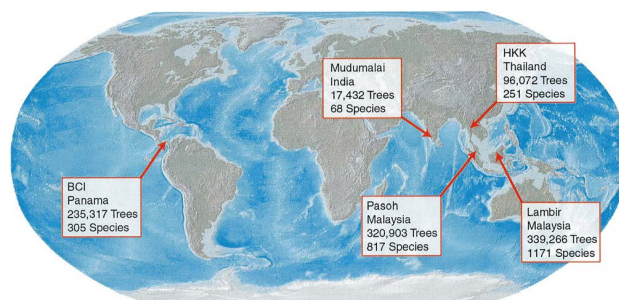 Mudumalai
India
17,432 Trees
68 Species
HKK
Thailand
96,072 Trees
251 Species
BCI
Panama
235,317 Trees
305 Species
Pasoh
Malaysia
320,903 Trees
817 Species
Lambir
Malaysia
339,266 Trees
1171 Species